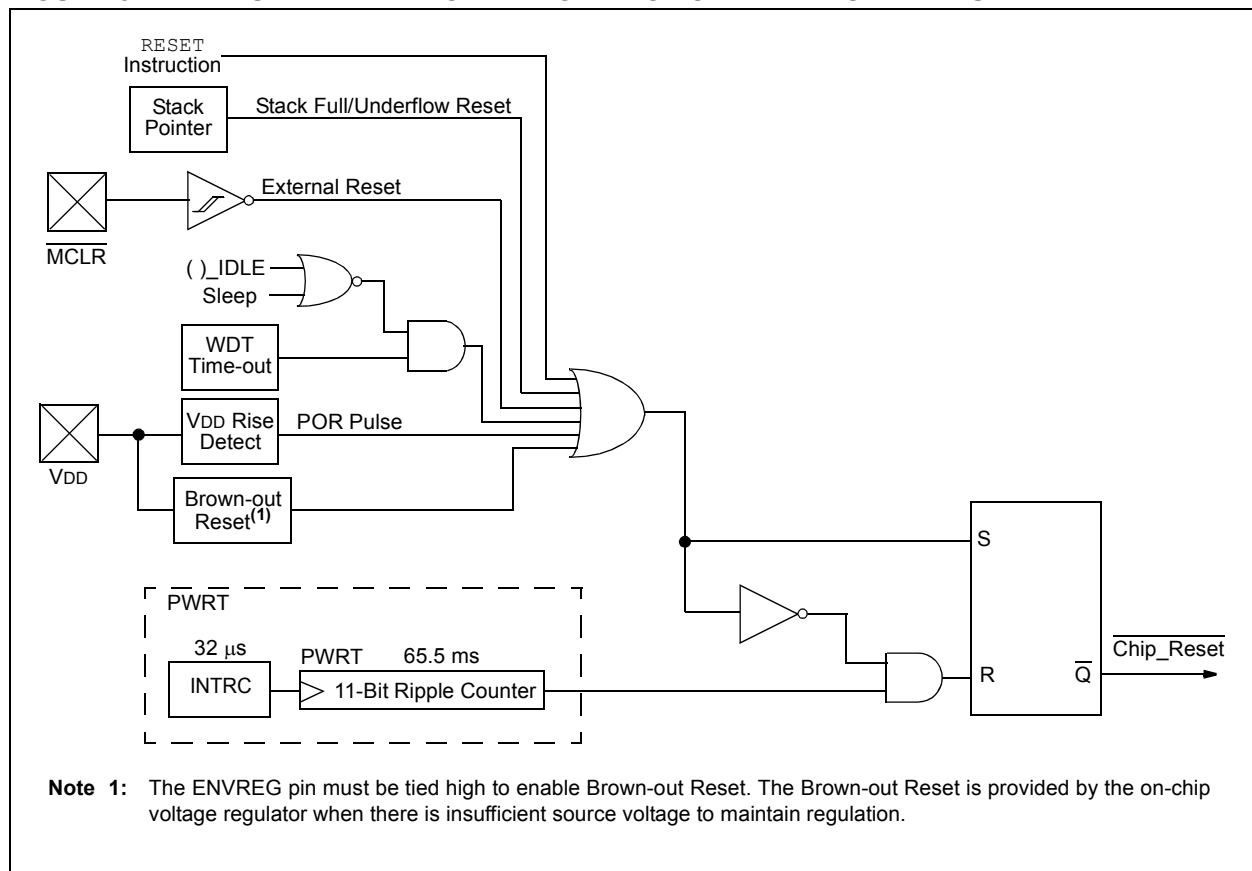 RESET
Instruction
Stack
Pointer
Stack Full/Underflow Reset
External Reset
MCLR
( )_IDLE
Sleep
WDT
Time-out
VDD Rise
Detect
POR Pulse
VDD
Brown-out
Reset(1)
S
PWRT
32 μs
PWRT 65.5 ms
INTRC
11-Bit Ripple Counter
R
Q
Chip_Reset
Note 1: The ENVREG pin must be tied high to enable Brown-out Reset. The Brown-out Reset is provided by the on-chip
voltage regulator when there is insufficient source voltage to maintain regulation.